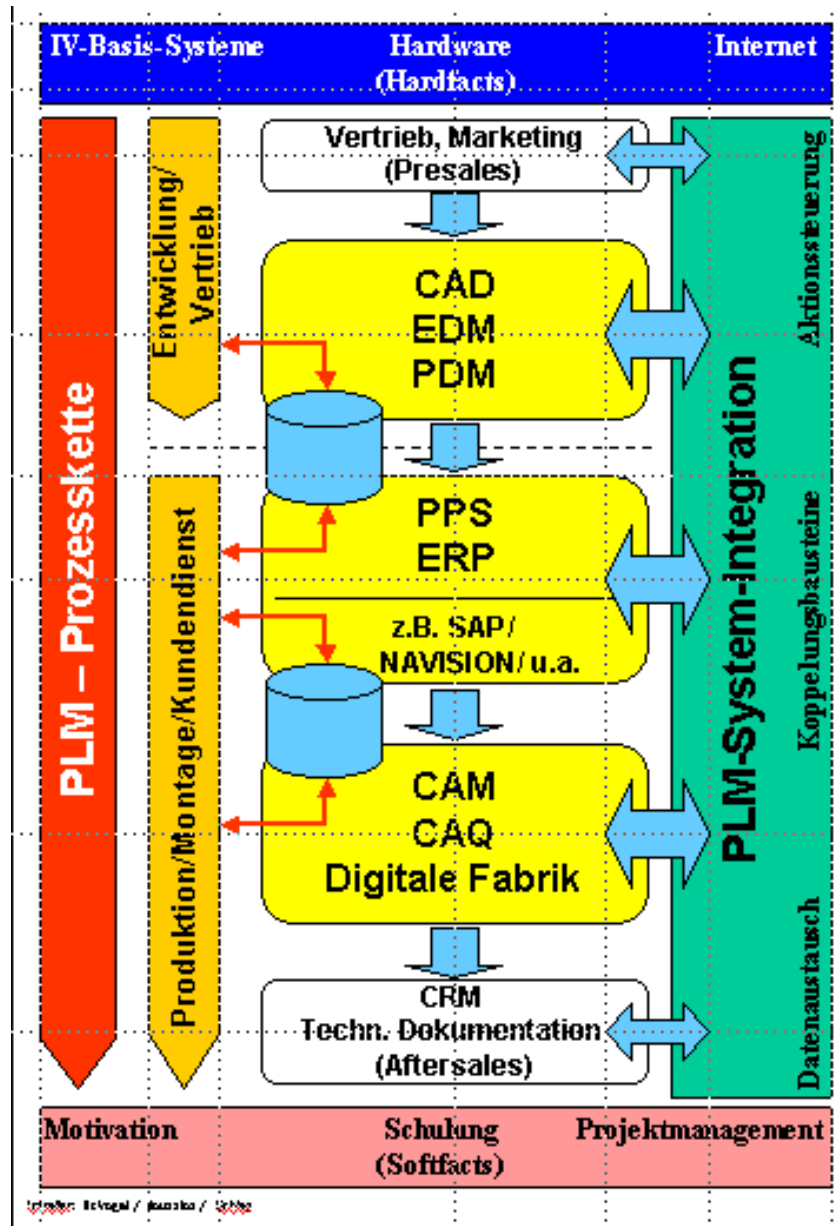 IV-Basis-Systeme Hardware Internet
(Hardfacts)
PLM – Prozesskette
Entwicklung/
Vertrieb
Produktion/Montage/Kundendienst
Vertrieb, Marketing
(Presales)
CAD
EDM
PDM
PPS
ERP
z.B. SAP/
NAVISION/ u.a.
CAM
CAQ
Digitale Fabrik
CRM
Techn. Dokumentation
(Aftersales)
PLM-System-Integration
Aktionssteuerung
Koppelungsbausteine
Datenaustausch
Motivation Schulung Projektmanagement
(Softfacts)